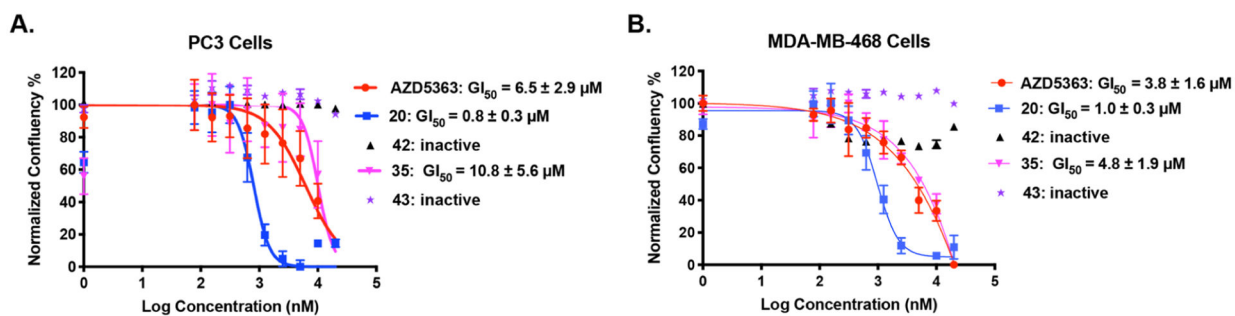 A.
PC3 Cells
Normalized Confluency %
120
100
80
60
40
20
0
0
1
2
3
4
5
Log Concentration (nM)
AZD5363: GI50 = 6.5 ± 2.9 μM
20: GI50 = 0.8 ± 0.3 μM
42: inactive
35: GI50 = 10.8 ± 5.6 μM
43: inactive
B.
MDA-MB-468 Cells
Normalized Confluency %
120
100
80
60
40
20
0
0
1
2
3
4
5
Log Concentration (nM)
AZD5363: GI50 = 3.8 ± 1.6 μM
20: GI50 = 1.0 ± 0.3 μM
42: inactive
35: GI50 = 4.8 ± 1.9 μM
43: inactive